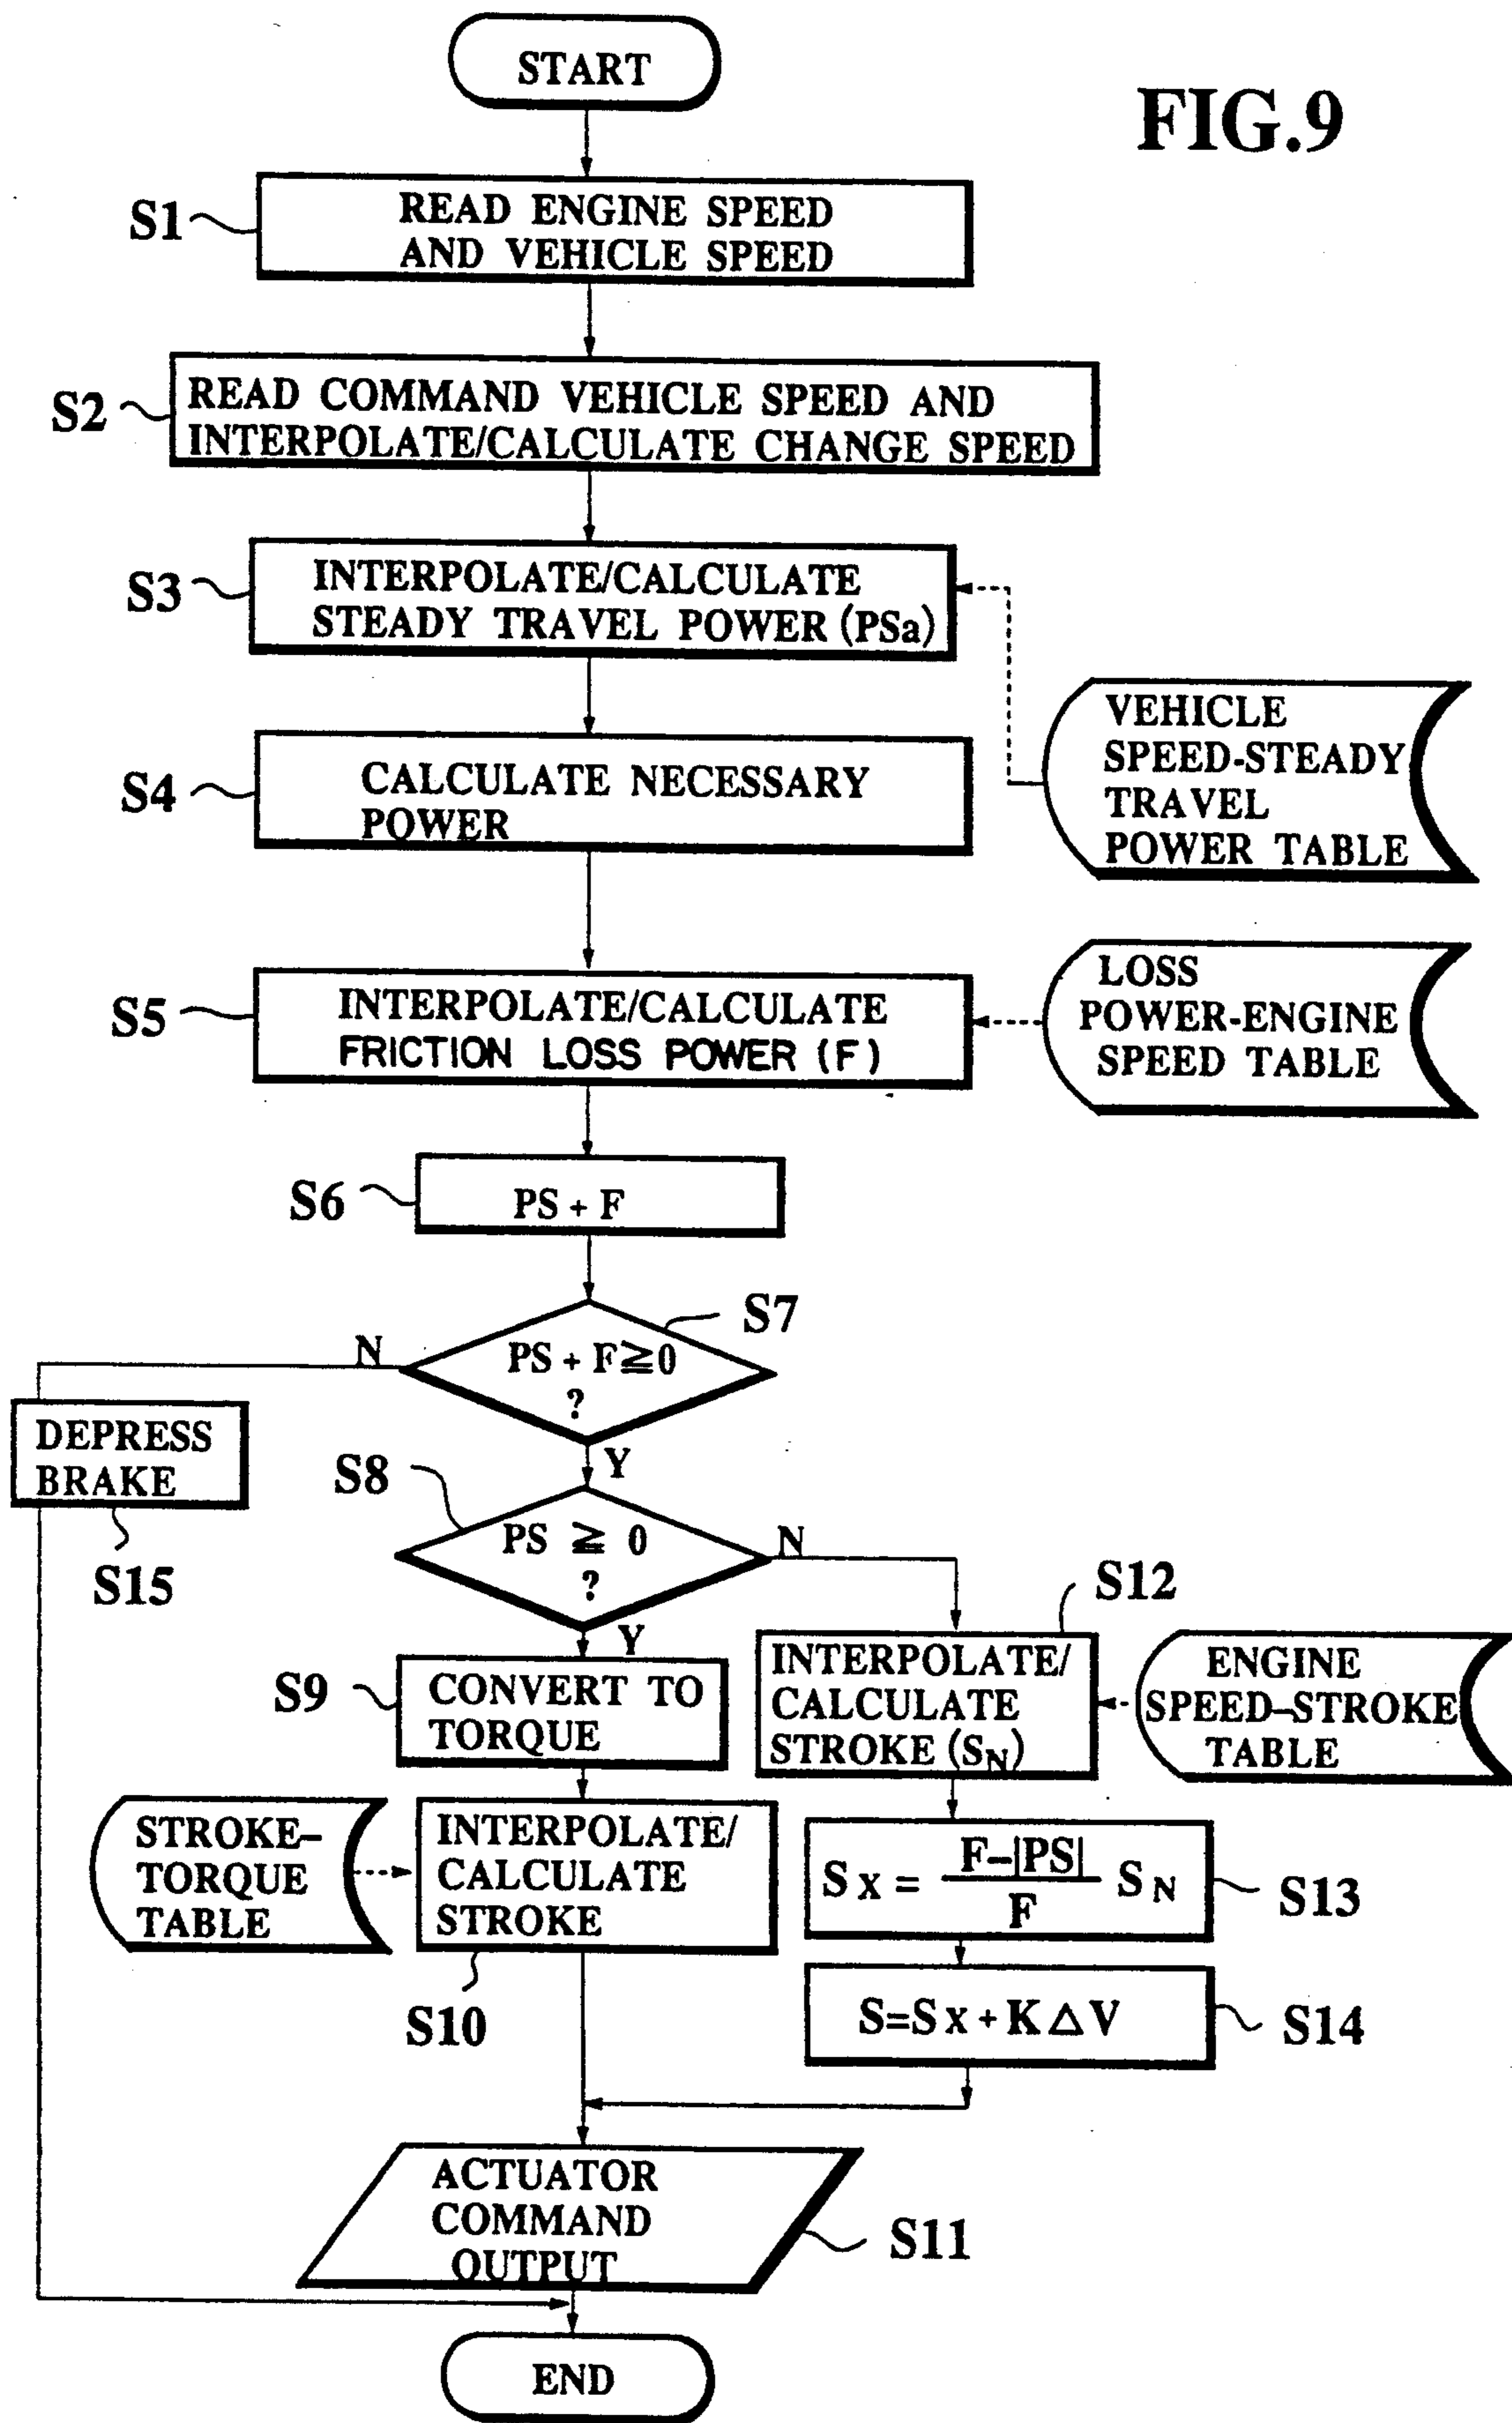 START
FIG.9
S1
READ ENGINE SPEED
AND VEHICLE SPEED
S2
READ COMMAND VEHICLE SPEED AND
INTERPOLATE/CALCULATE CHANGE SPEED
S3
INTERPOLATE/CALCULATE
STEADY TRAVEL POWER (PSa)
VEHICLE
SPEED-STEADY
TRAVEL
POWER TABLE
S4
CALCULATE NECESSARY
POWER
S5
INTERPOLATE/CALCULATE
FRICTION LOSS POWER (F)
LOSS
POWER-ENGINE
SPEED TABLE
S6
PS + F
S7
PS + F ≧ 0
?
N
Y
DEPRESS
BRAKE
S15
S8
PS ≧ 0
?
N
Y
S9
CONVERT TO
TORQUE
S12
INTERPOLATE/
CALCULATE
STROKE (SN)
ENGINE
SPEED–STROKE
TABLE
STROKE–
TORQUE
TABLE
INTERPOLATE/
CALCULATE
STROKE
S10
SX = F–|PS| / F SN
S13
S=SX + K △ V
S14
ACTUATOR
COMMAND
OUTPUT
S11
END